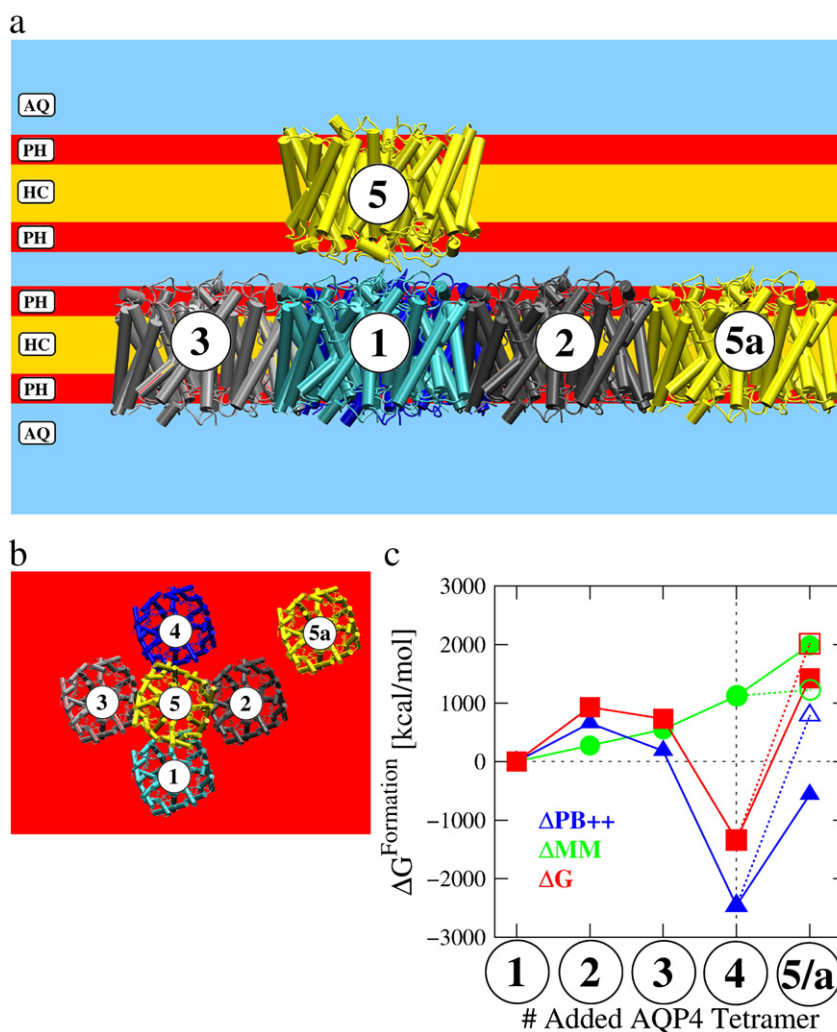 a
AQ
PH
HC
PH
PH
HC
PH
AQ
5
3
1
2
5a
b
4
5a
3
5
2
1
c
3000
2000
1000
0
−1000
−2000
−3000
ΔG^Formation [kcal/mol]
ΔPB++
ΔMM
ΔG
1
2
3
4
5/a
# Added AQP4 Tetramer